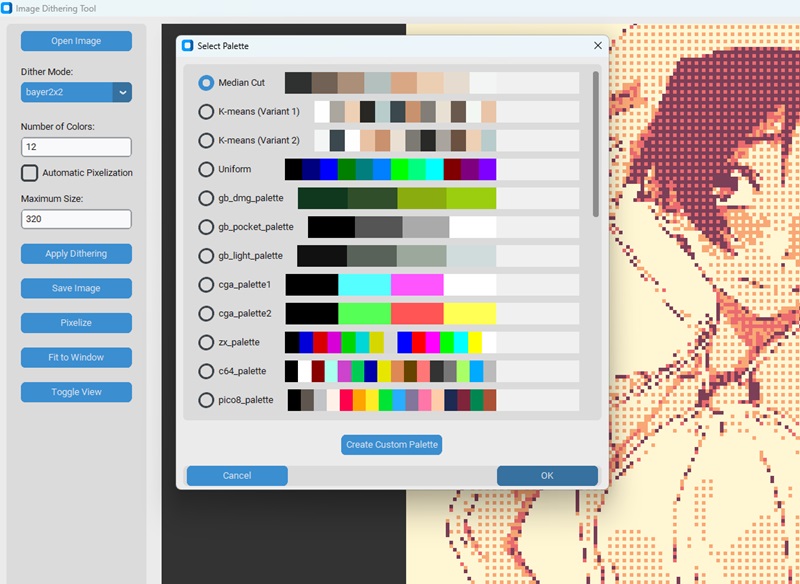 Image Dithering Tool
Open Image
Dither Mode:
bayer2x2
Number of Colors:
12
Automatic Pixelization
Maximum Size:
320
Apply Dithering
Save Image
Pixelize
Fit to Window
Toggle View
Select Palette
Median Cut
K-means (Variant 1)
K-means (Variant 2)
Uniform
gb_dmg_palette
gb_pocket_palette
gb_light_palette
cga_palette1
cga_palette2
zx_palette
c64_palette
pico8_palette
Create Custom Palette
Cancel
OK